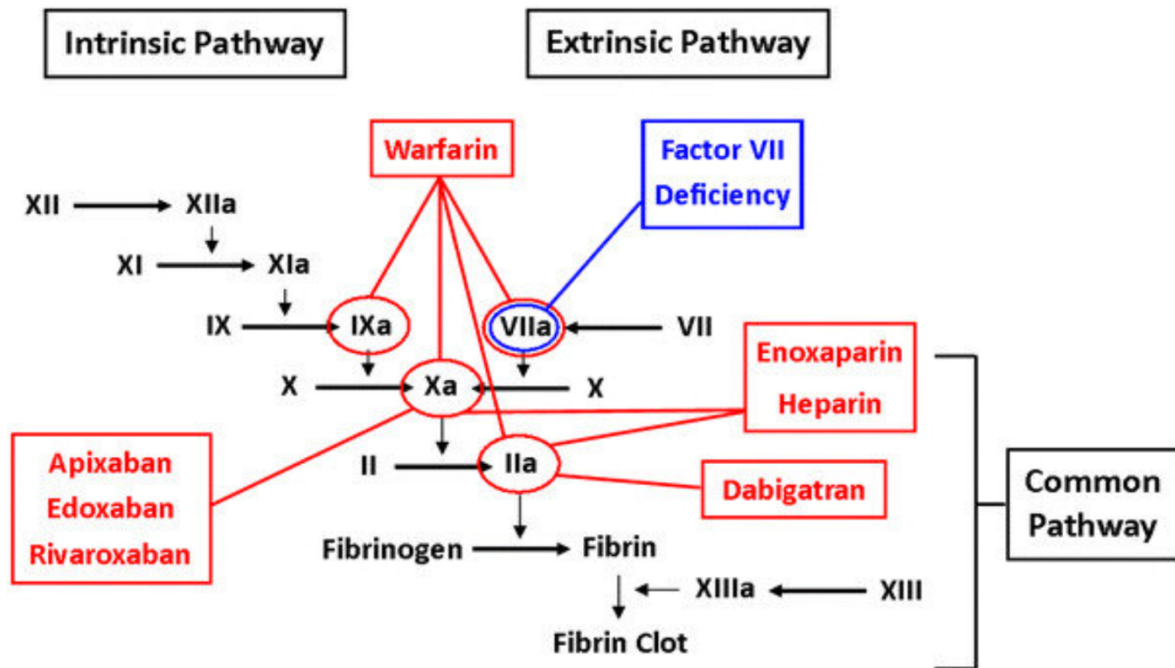 Intrinsic Pathway
Extrinsic Pathway
Warfarin
Factor VII
Deficiency
XII
XIIa
XI
XIa
IX
IXa
VIIa
VII
Enoxaparin
Heparin
X
Xa
X
Apixaban
Edoxaban
Rivaroxaban
II
IIa
Dabigatran
Common
Pathway
Fibrinogen
Fibrin
XIIIa
XIII
Fibrin Clot